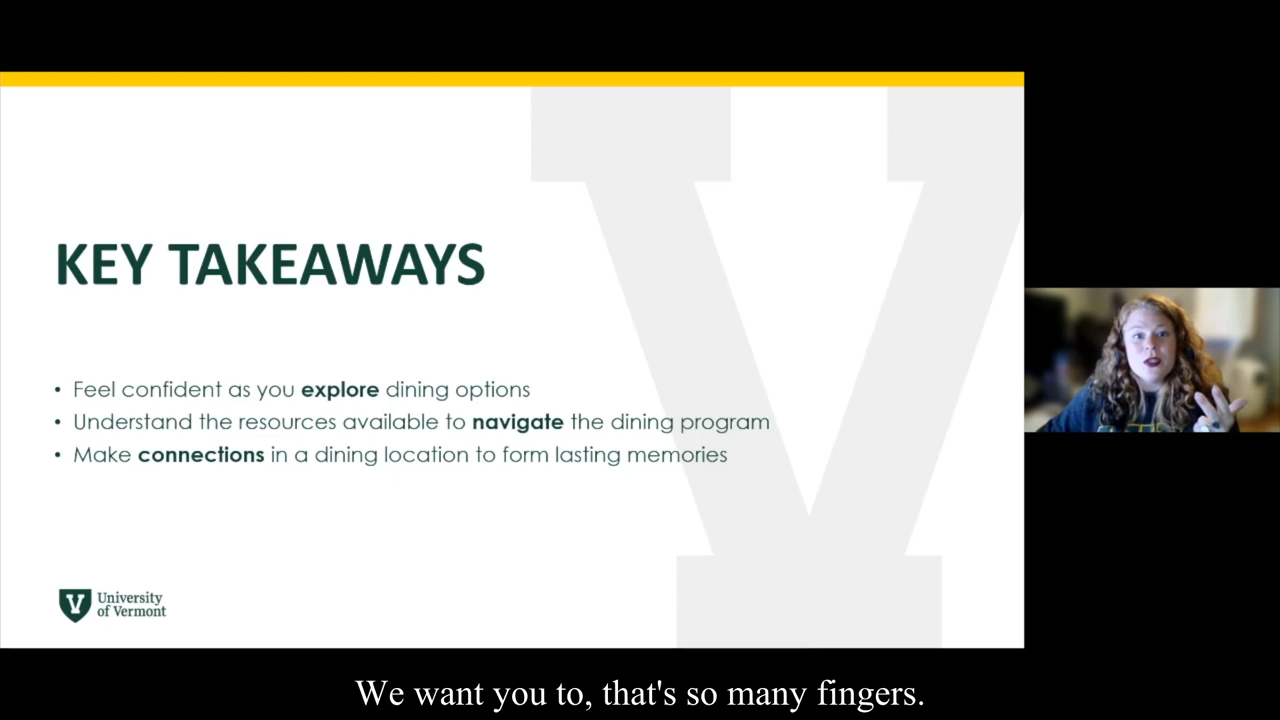 KEY TAKEAWAYS
• Feel confident as you explore dining options
• Understand the resources available to navigate the dining program
• Make connections in a dining location to form lasting memories
V
University
of Vermont
We want you to, that's so many fingers.